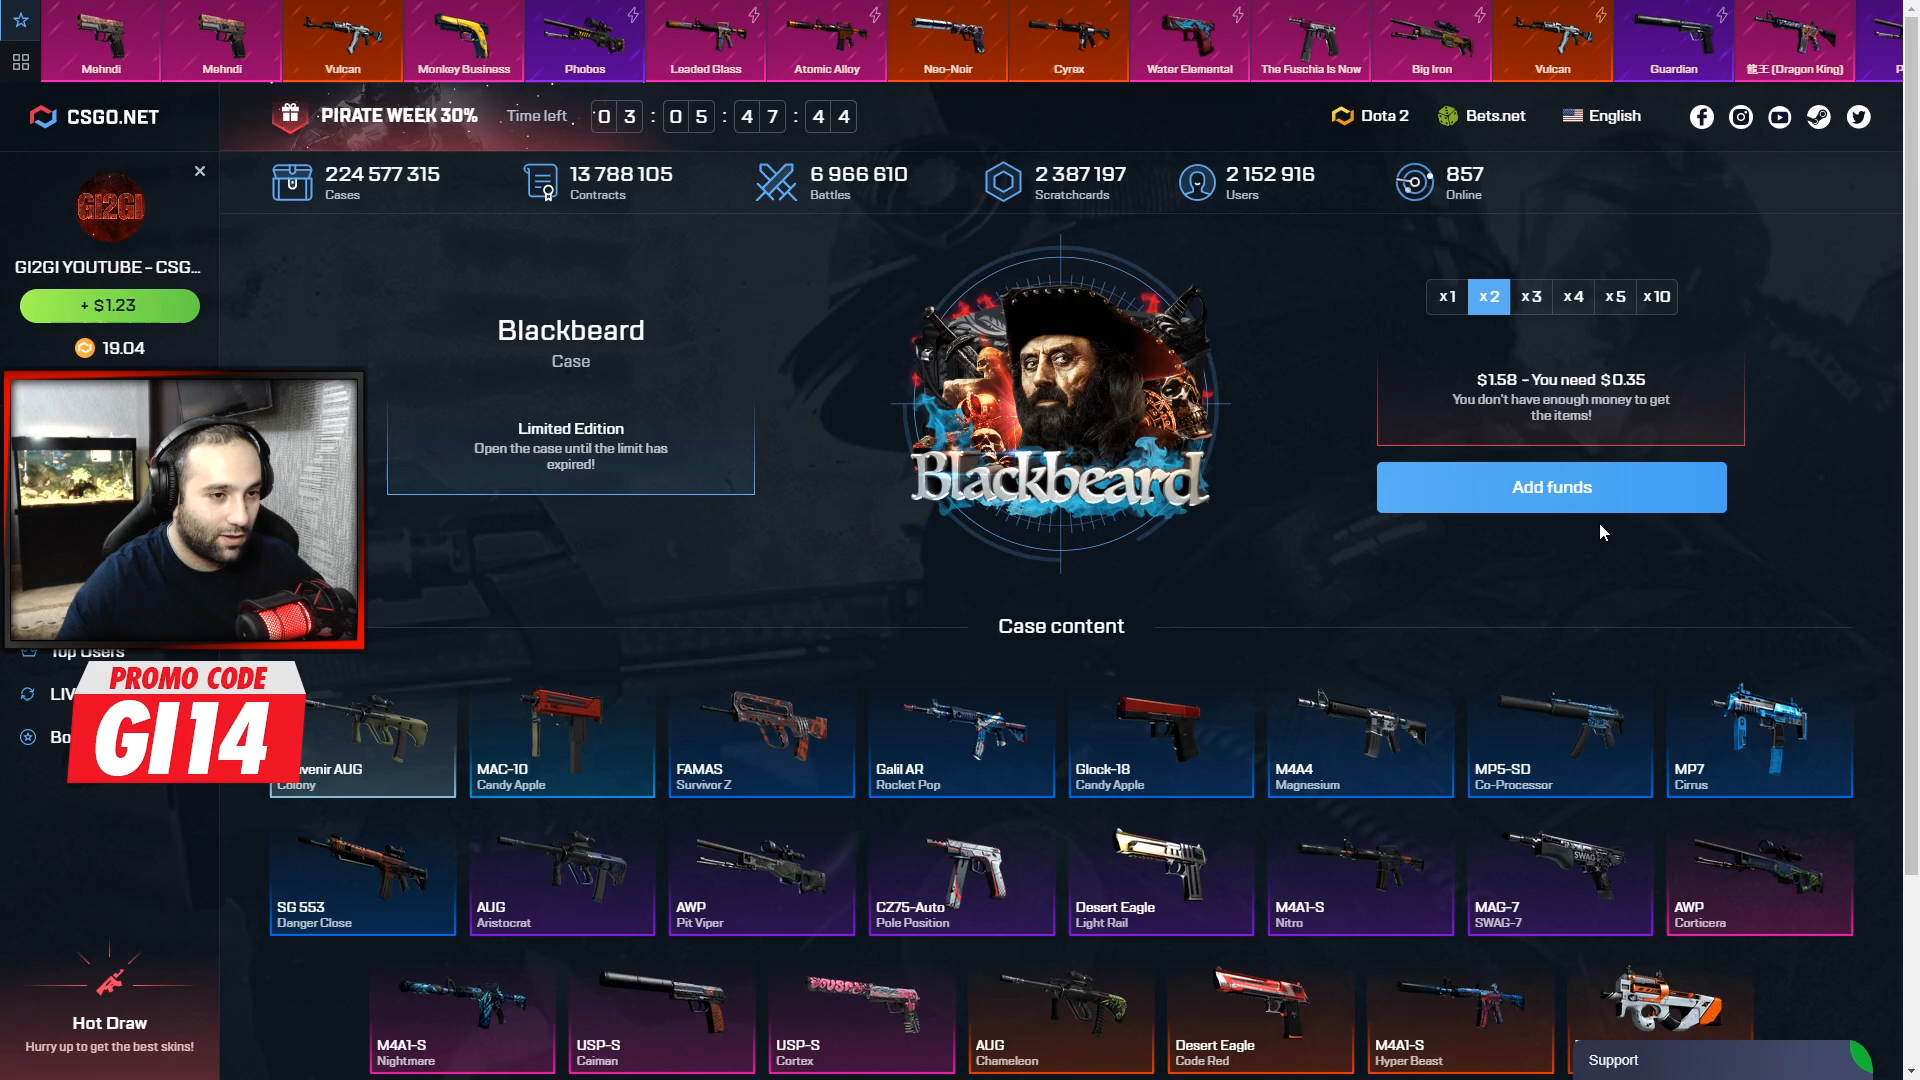 Mehndi
Mehndi
Vulcan
Monkey Business
Phobos
Leaded Glass
Atomic Alloy
Neo-Noir
Cyrex
Water Elemental
The Fuschia Is Now
Big Iron
Vulcan
Guardian
龍王 (Dragon King)
CSGO.NET
PIRATE WEEK 30%
Time left
03 : 05 : 47 : 44
Dota 2
Bets.net
English
224 577 315
Cases
13 788 105
Contracts
6 966 610
Battles
2 387 197
Scratchcards
2 152 916
Users
857
Online
GI2GI
GI2GI YOUTUBE - CSG...
+ $1.23
19.04
Blackbeard
Case
Limited Edition
Open the case until the limit has
expired!
Blackbeard
x1 x2 x3 x4 x5 x10
$1.58 - You need $0.35
You don't have enough money to get
the items!
Add funds
Case content
Top Users
LIV
Bo
PROMO CODE
GI14
Hot Draw
Hurry up to get the best skins!
venir AUG
Colony
MAC-10
Candy Apple
FAMAS
Survivor Z
Galil AR
Rocket Pop
Glock-18
Candy Apple
M4A4
Magnesium
MP5-SD
Co-Processor
MP7
Cirrus
SG 553
Danger Close
AUG
Aristocrat
AWP
Pit Viper
CZ75-Auto
Pole Position
Desert Eagle
Light Rail
M4A1-S
Nitro
MAG-7
SWAG-7
AWP
Corticera
M4A1-S
Nightmare
USP-S
Caiman
USP-S
Cortex
AUG
Chameleon
Desert Eagle
Code Red
M4A1-S
Hyper Beast
Support